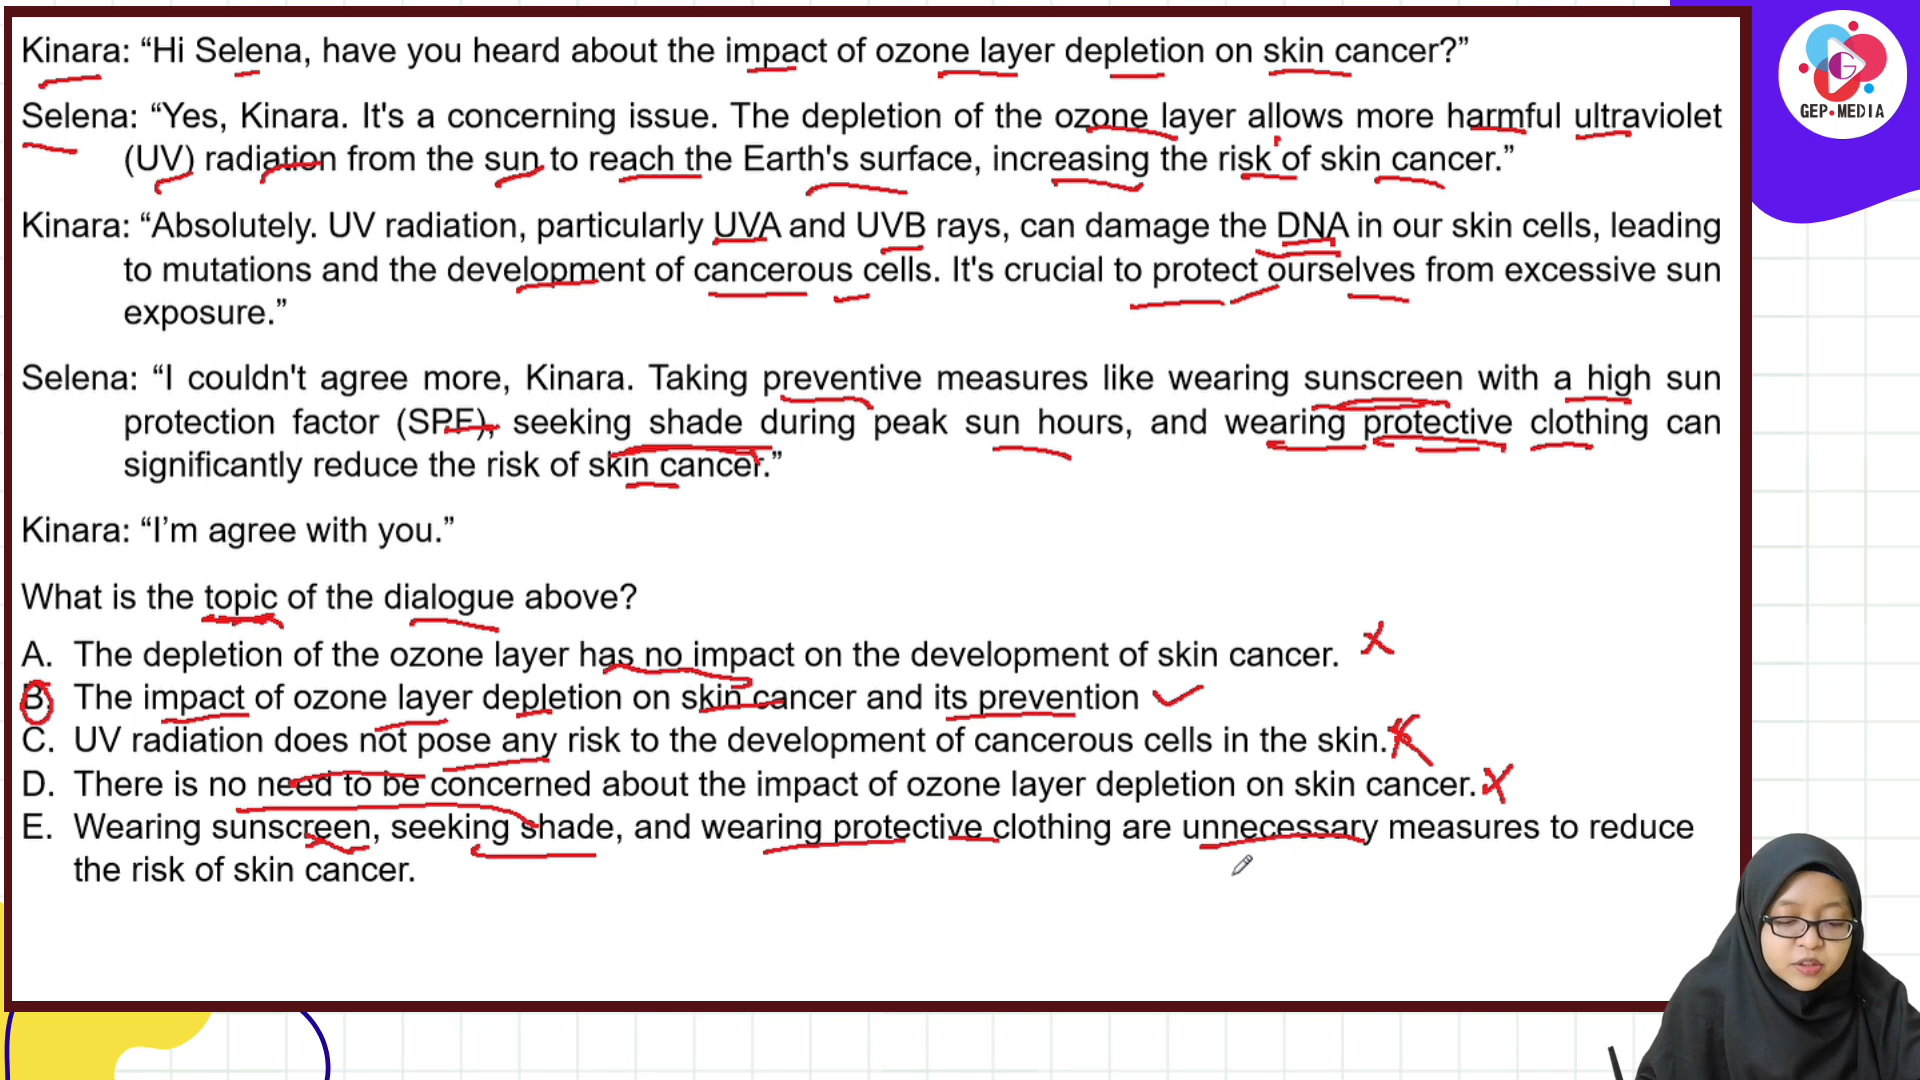 Kinara: “Hi Selena, have you heard about the impact of ozone layer depletion on skin cancer?”
Selena: “Yes, Kinara. It's a concerning issue. The depletion of the ozone layer allows more harmful ultraviolet
(UV) radiation from the sun to reach the Earth's surface, increasing the risk of skin cancer.”
Kinara: “Absolutely. UV radiation, particularly UVA and UVB rays, can damage the DNA in our skin cells, leading
to mutations and the development of cancerous cells. It's crucial to protect ourselves from excessive sun
exposure.”
Selena: “I couldn't agree more, Kinara. Taking preventive measures like wearing sunscreen with a high sun
protection factor (SPF), seeking shade during peak sun hours, and wearing protective clothing can
significantly reduce the risk of skin cancer.”
Kinara: “I’m agree with you.”
What is the topic of the dialogue above?
A. The depletion of the ozone layer has no impact on the development of skin cancer.
B. The impact of ozone layer depletion on skin cancer and its prevention
C. UV radiation does not pose any risk to the development of cancerous cells in the skin.
D. There is no need to be concerned about the impact of ozone layer depletion on skin cancer.
E. Wearing sunscreen, seeking shade, and wearing protective clothing are unnecessary measures to reduce
the risk of skin cancer.
G
GEP•MEDIA